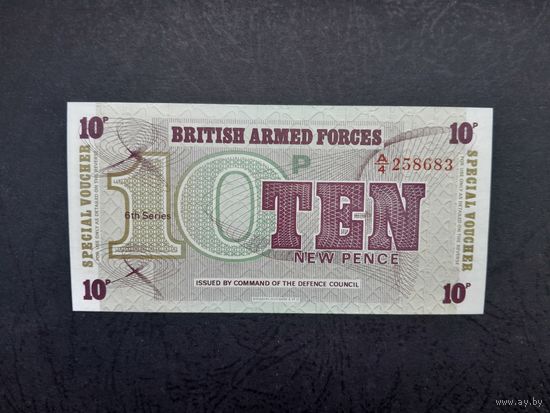 10P
BRITISH ARMED FORCES
10P
SPECIAL VOUCHER
A/4 258683
10 P
6th Series
TEN
NEW PENCE
SPECIAL VOUCHER
ISSUED BY COMMAND OF THE DEFENCE COUNCIL
10P
10P
www.ay.by